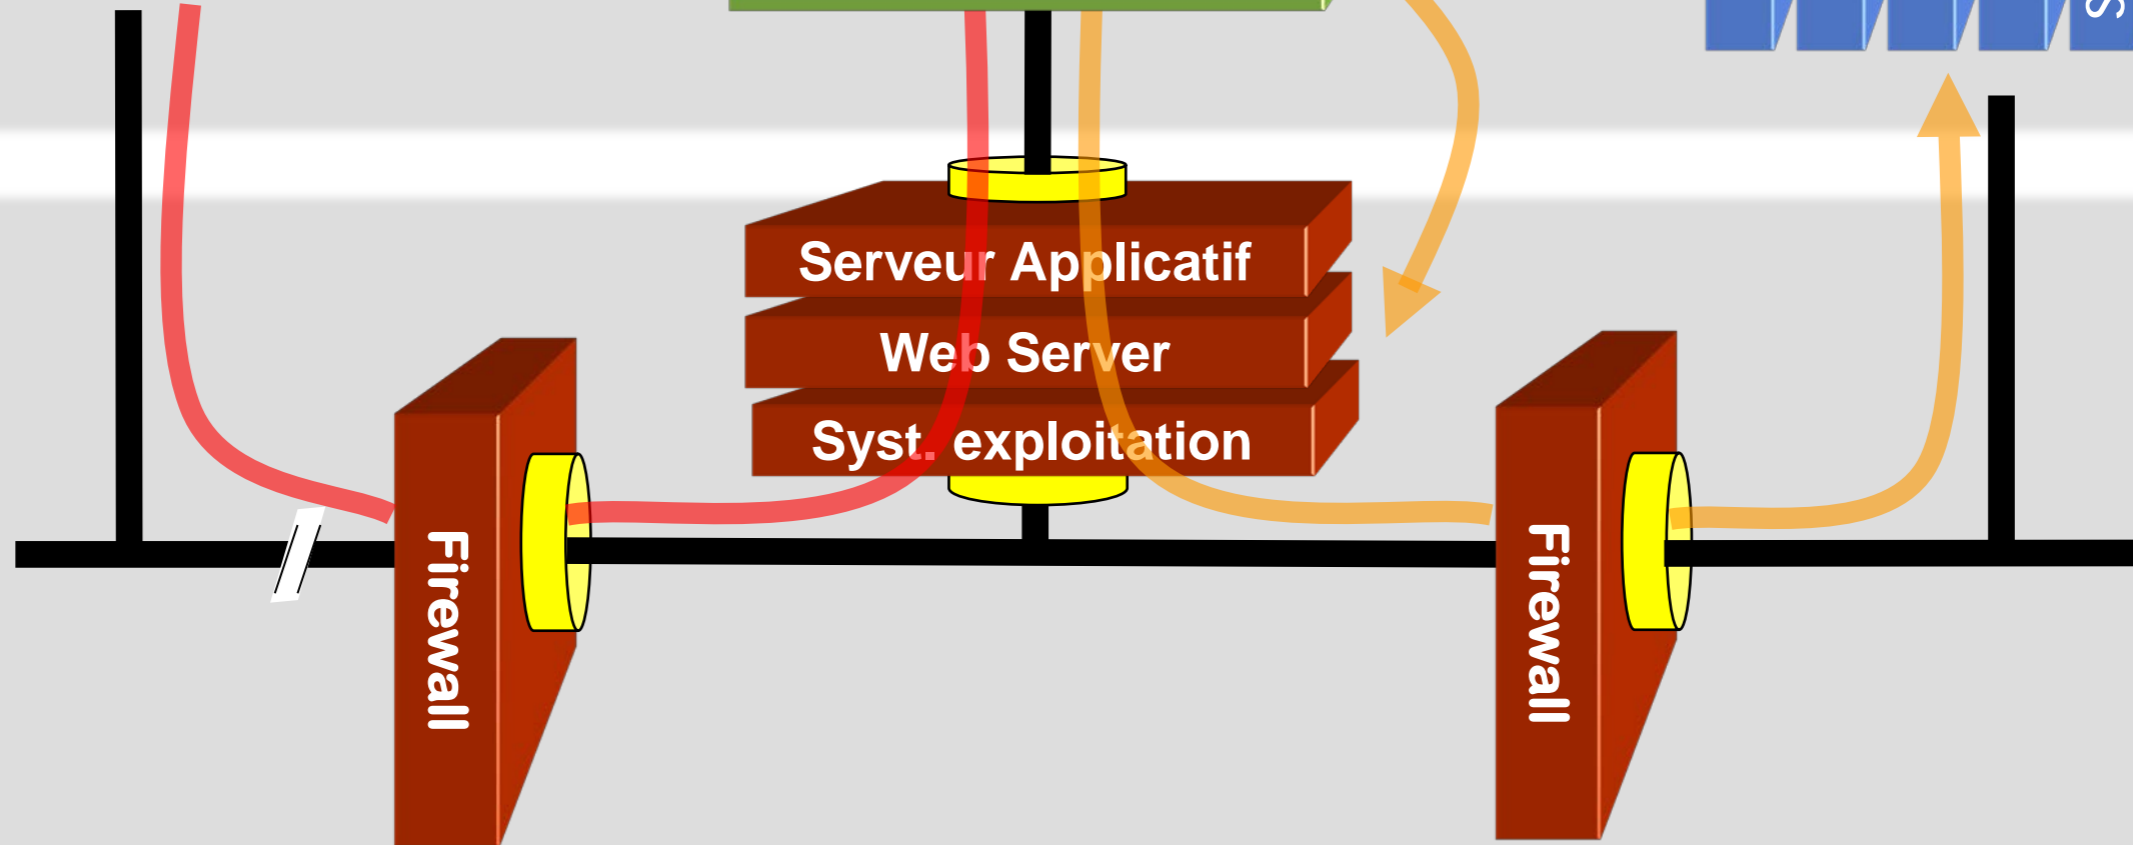 Serveur Applicatif
Web Server
Syst. exploitation
Firewall
Firewall